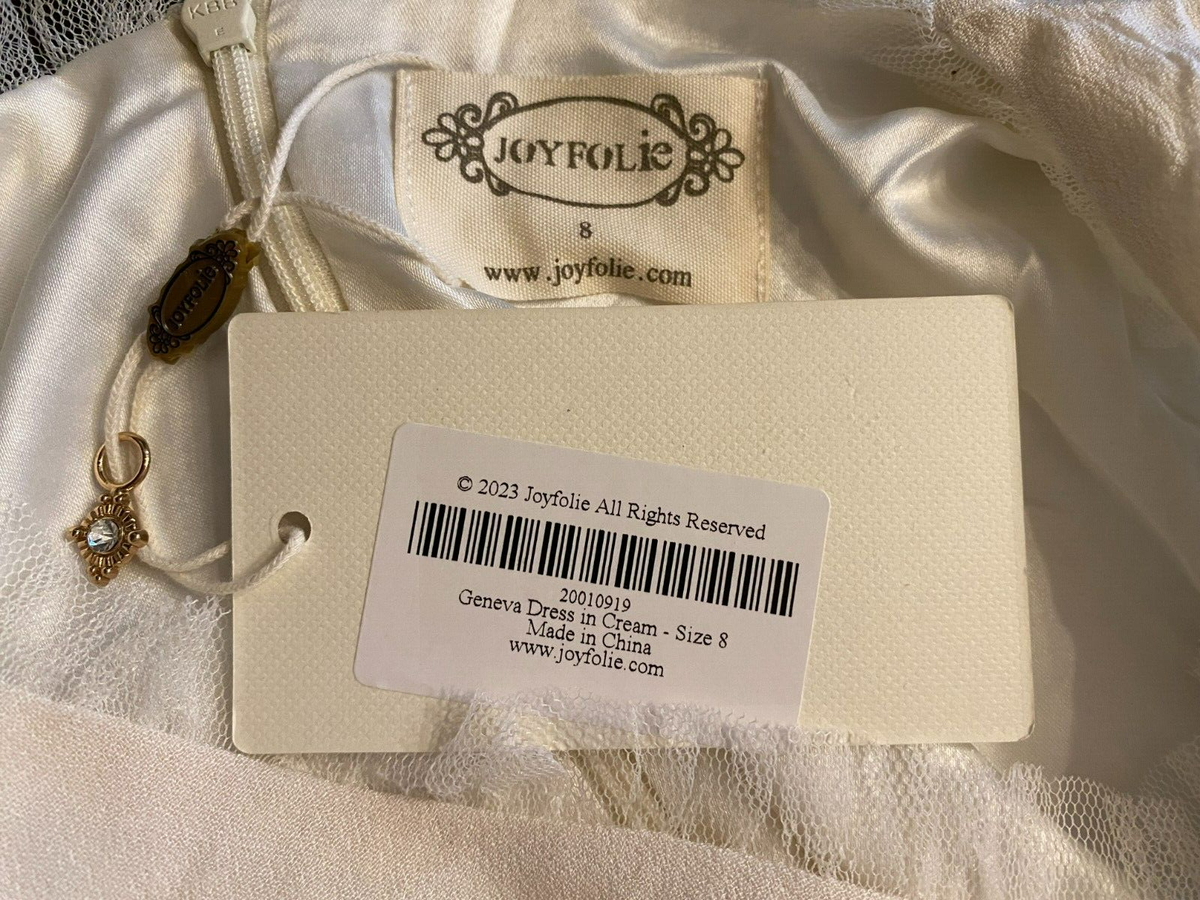 KBB
E
JOYFOLie
8
www.joyfolie.com
JOYFOLie
© 2023 Joyfolie All Rights Reserved
20010919
Geneva Dress in Cream - Size 8
Made in China
www.joyfolie.com